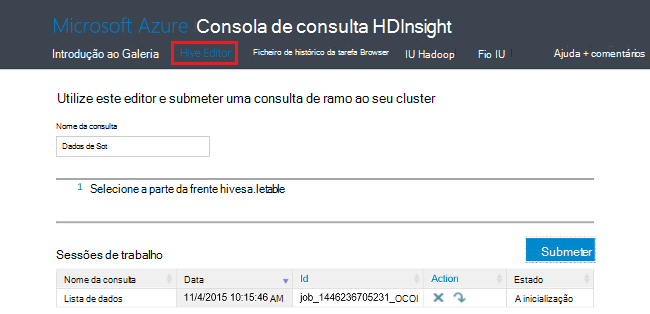 Microsoft Azure Consola de consulta HDInsight
Introdução ao Galeria Hive Editor Ficheiro de histórico da tarefa Browser IU Hadoop Fio IU Ajuda + comentários
Utilize este editor e submeter uma consulta de ramo ao seu cluster
Nome da consulta
Dados de Sot
1 Selecione a parte da frente hivesa.letable
Submeter
Sessões de trabalho
Nome da consulta Data Id Action Estado
Lista de dados 11/4/2015 10:15:46 AM job_1446236705231_OCOI A inicialização